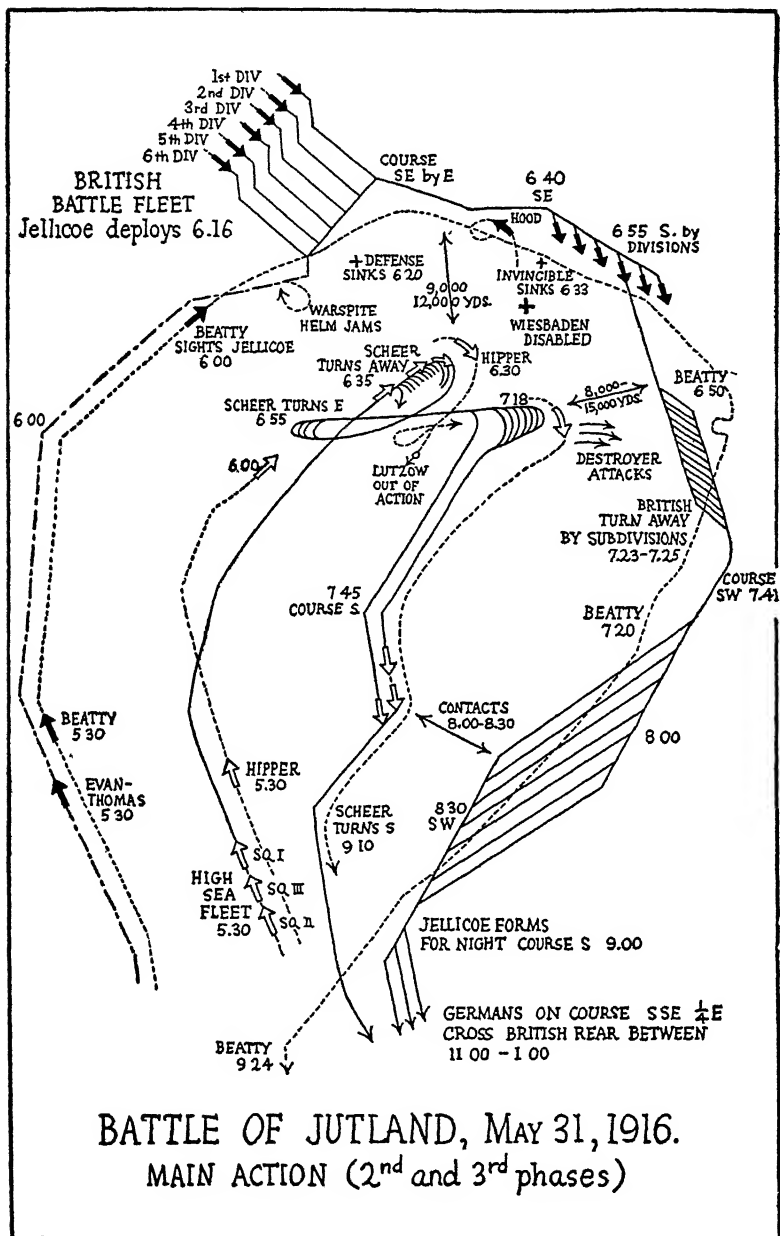 1st DIV
2nd DIV
3rd DIV
4th DIV
5th DIV
6th DIV
BRITISH
BATTLE FLEET
Jellicoe deploys 6.16
COURSE
SE by E
6 40
SE
HOOD
6 55 S. by
DIVISIONS
+ DEFENSE
SINKS 6 20
INVINCIBLE
SINKS 6 33
9,000
12,000 YDS.
WIESBADEN
DISABLED
WARSPITE
HELM JAMS
BEATTY
SIGHTS JELLICOE
6 00
SCHEER
TURNS AWAY
6 35
HIPPER
6.30
SCHEER TURNS E
6 55
7 18
8,000-
15,000 YDS.
BEATTY
6 50
6 00
6.00
LUTZOW
OUT OF
ACTION
DESTROYER
ATTACKS
BRITISH
TURN AWAY
BY SUBDIVISIONS
7.23-7.25
COURSE
SW 7.41
7 45
COURSE S.
BEATTY
7 20
BEATTY
5 30
EVAN-
THOMAS
5 30
HIPPER
5.30
CONTACTS
8.00-8.30
8 00
8 30
SW
SCHEER
TURNS S
9 10
SQ. I
SQ. III
SQ. II
HIGH
SEA
FLEET
5.30
JELLICOE FORMS
FOR NIGHT COURSE S 9.00
GERMANS ON COURSE SSE 1/4 E
CROSS BRITISH REAR BETWEEN
11 00 - 1 00
BEATTY
9 24
BATTLE OF JUTLAND, MAY 31, 1916.
MAIN ACTION (2nd and 3rd phases)